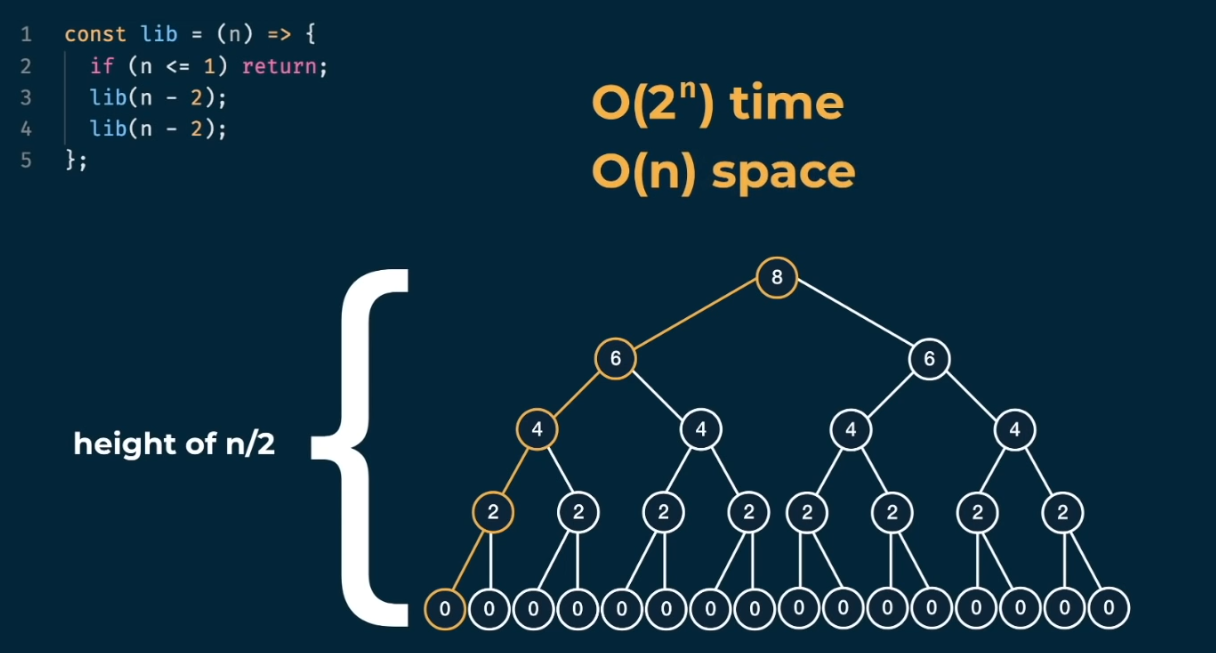 1 const lib = (n) => {
2 if (n <= 1) return;
3 lib(n - 2);
4 lib(n - 2);
5 };
O(2ⁿ) time
O(n) space
8
6 6
4 4 4 4
height of n/2
2 2 2 2 2 2 2 2
0 0 0 0 0 0 0 0 0 0 0 0 0 0 0 0